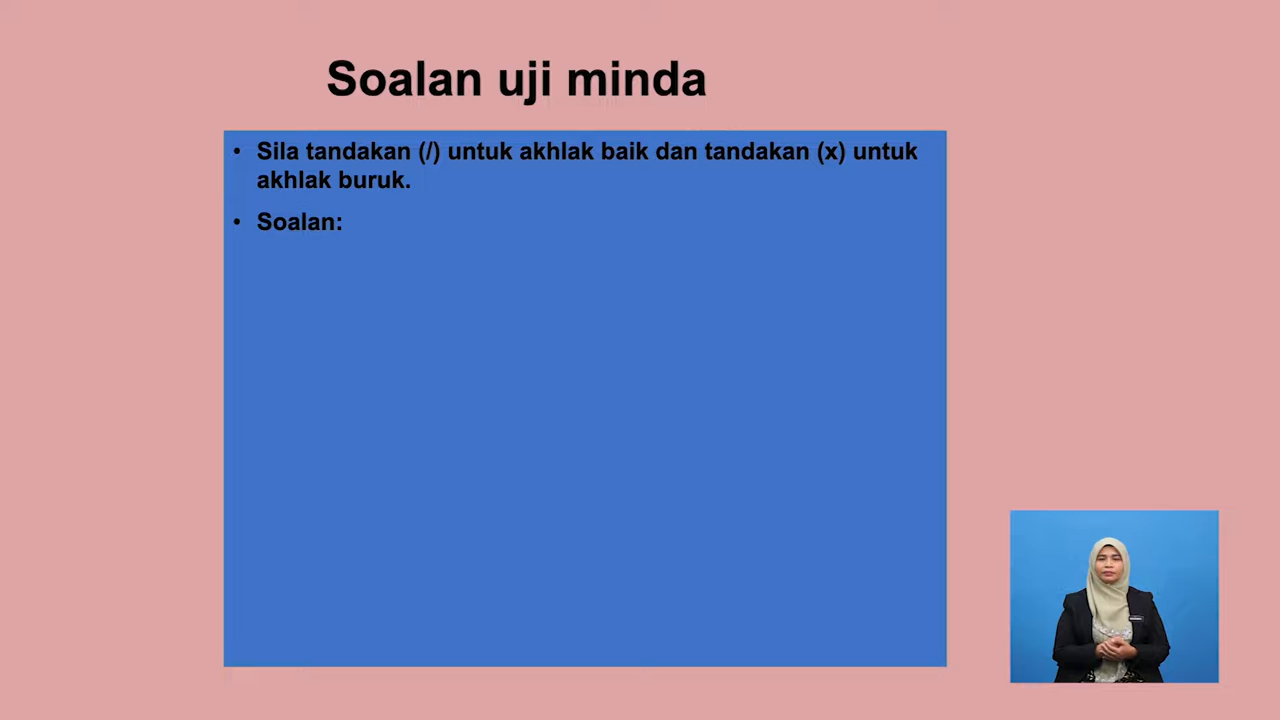 Soalan uji minda
• Sila tandakan (/) untuk akhlak baik dan tandakan (x) untuk
akhlak buruk.
• Soalan: